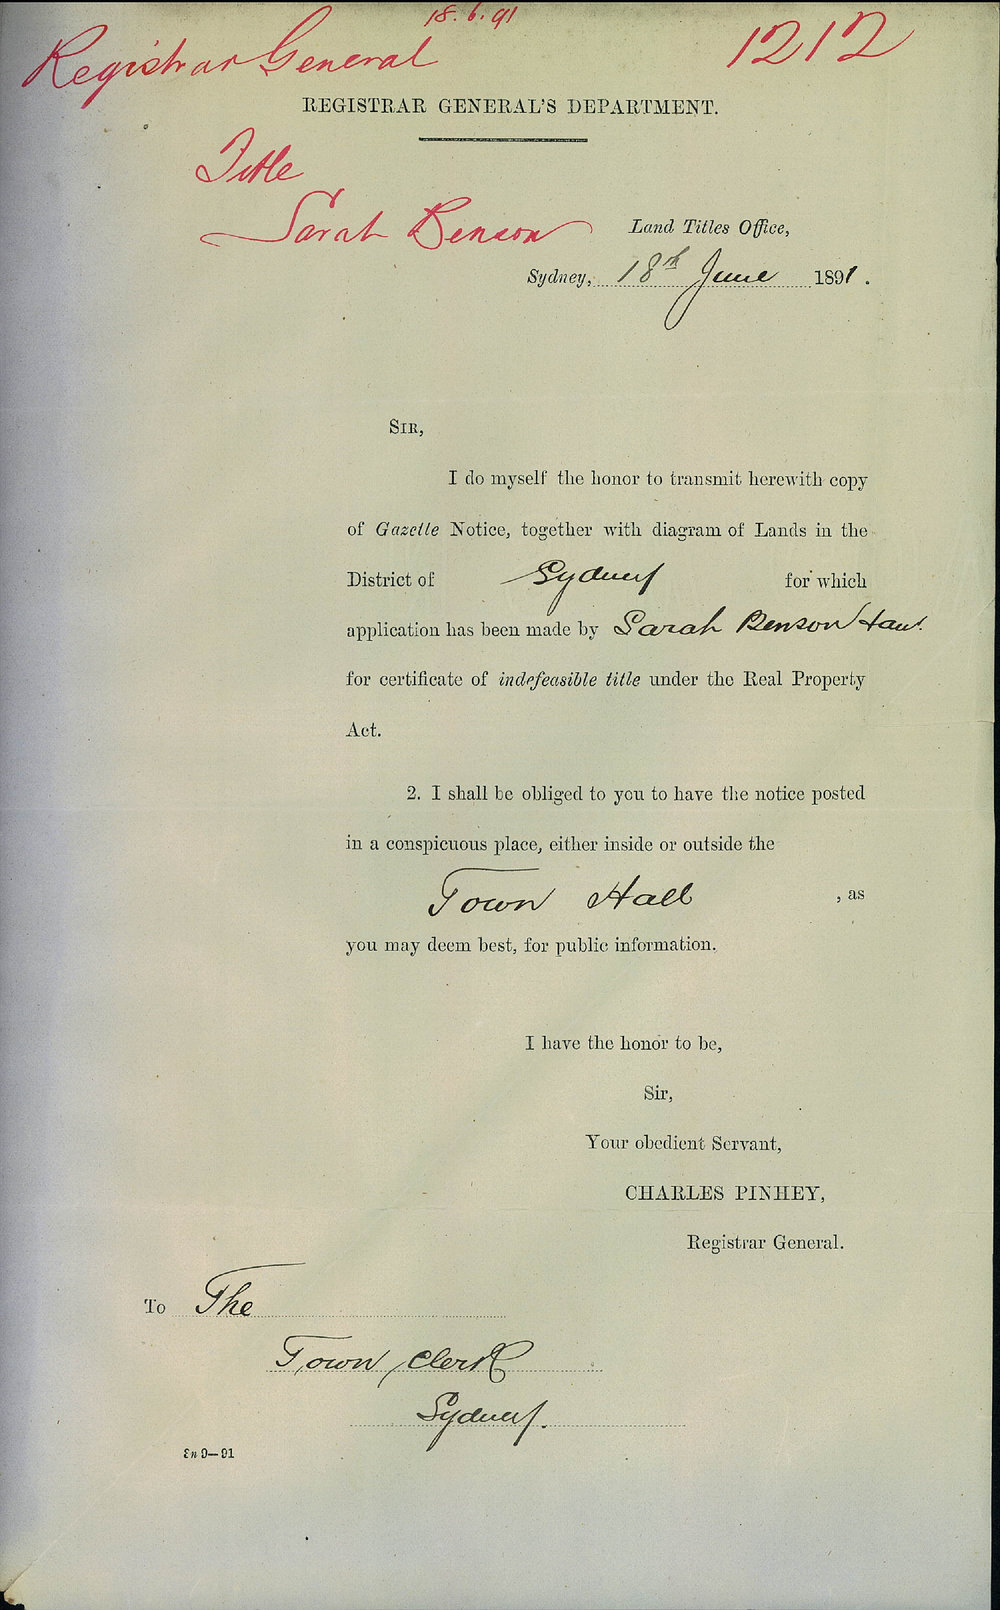 18.6.91
Registrar General
1212
REGISTRAR GENERAL'S DEPARTMENT.
Title
Sarah Benson
Land Titles Office,
Sydney, 18th June 1891.
SIR,
I do myself the honor to transmit herewith copy
of Gazette Notice, together with diagram of Lands in the
District of Sydney for which
application has been made by Sarah Benson
for certificate of indefeasible title under the Real Property
Act.
2. I shall be obliged to you to have the notice posted
in a conspicuous place, either inside or outside the
Town Hall , as
you may deem best, for public information.
I have the honor to be,
Sir,
Your obedient Servant,
CHARLES PINHEY,
Registrar General.
To The
Town Clerk
Sydney.
9—91